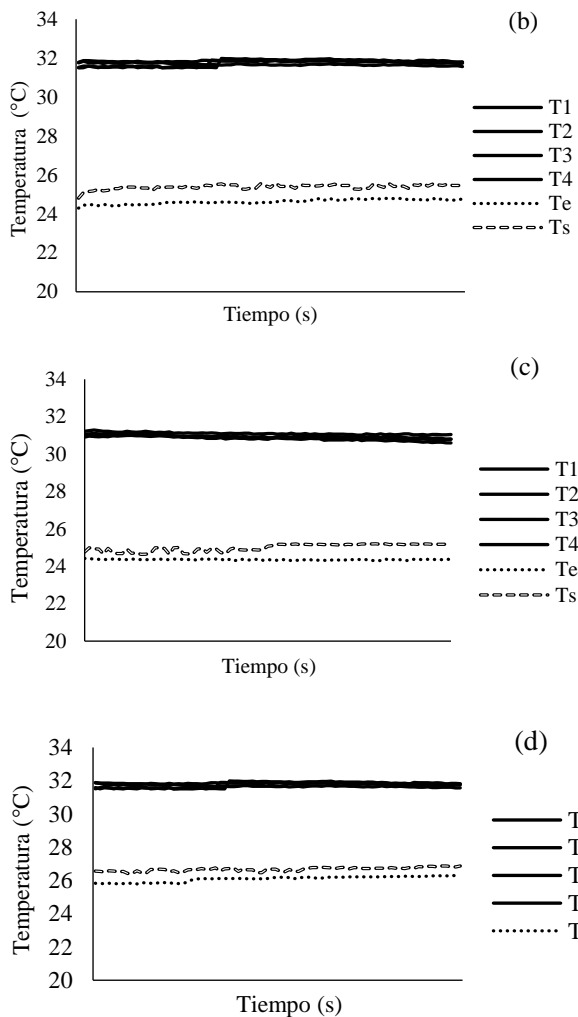 (b)
34
32
30
28
26
24
22
20
Temperatura (°C)
Tiempo (s)
T1
T2
T3
T4
Te
Ts
(c)
34
32
30
28
26
24
22
20
Temperatura (°C)
Tiempo (s)
T1
T2
T3
T4
Te
Ts
(d)
34
32
30
28
26
24
22
20
Temperatura (°C)
Tiempo (s)
T
T
T
T
T